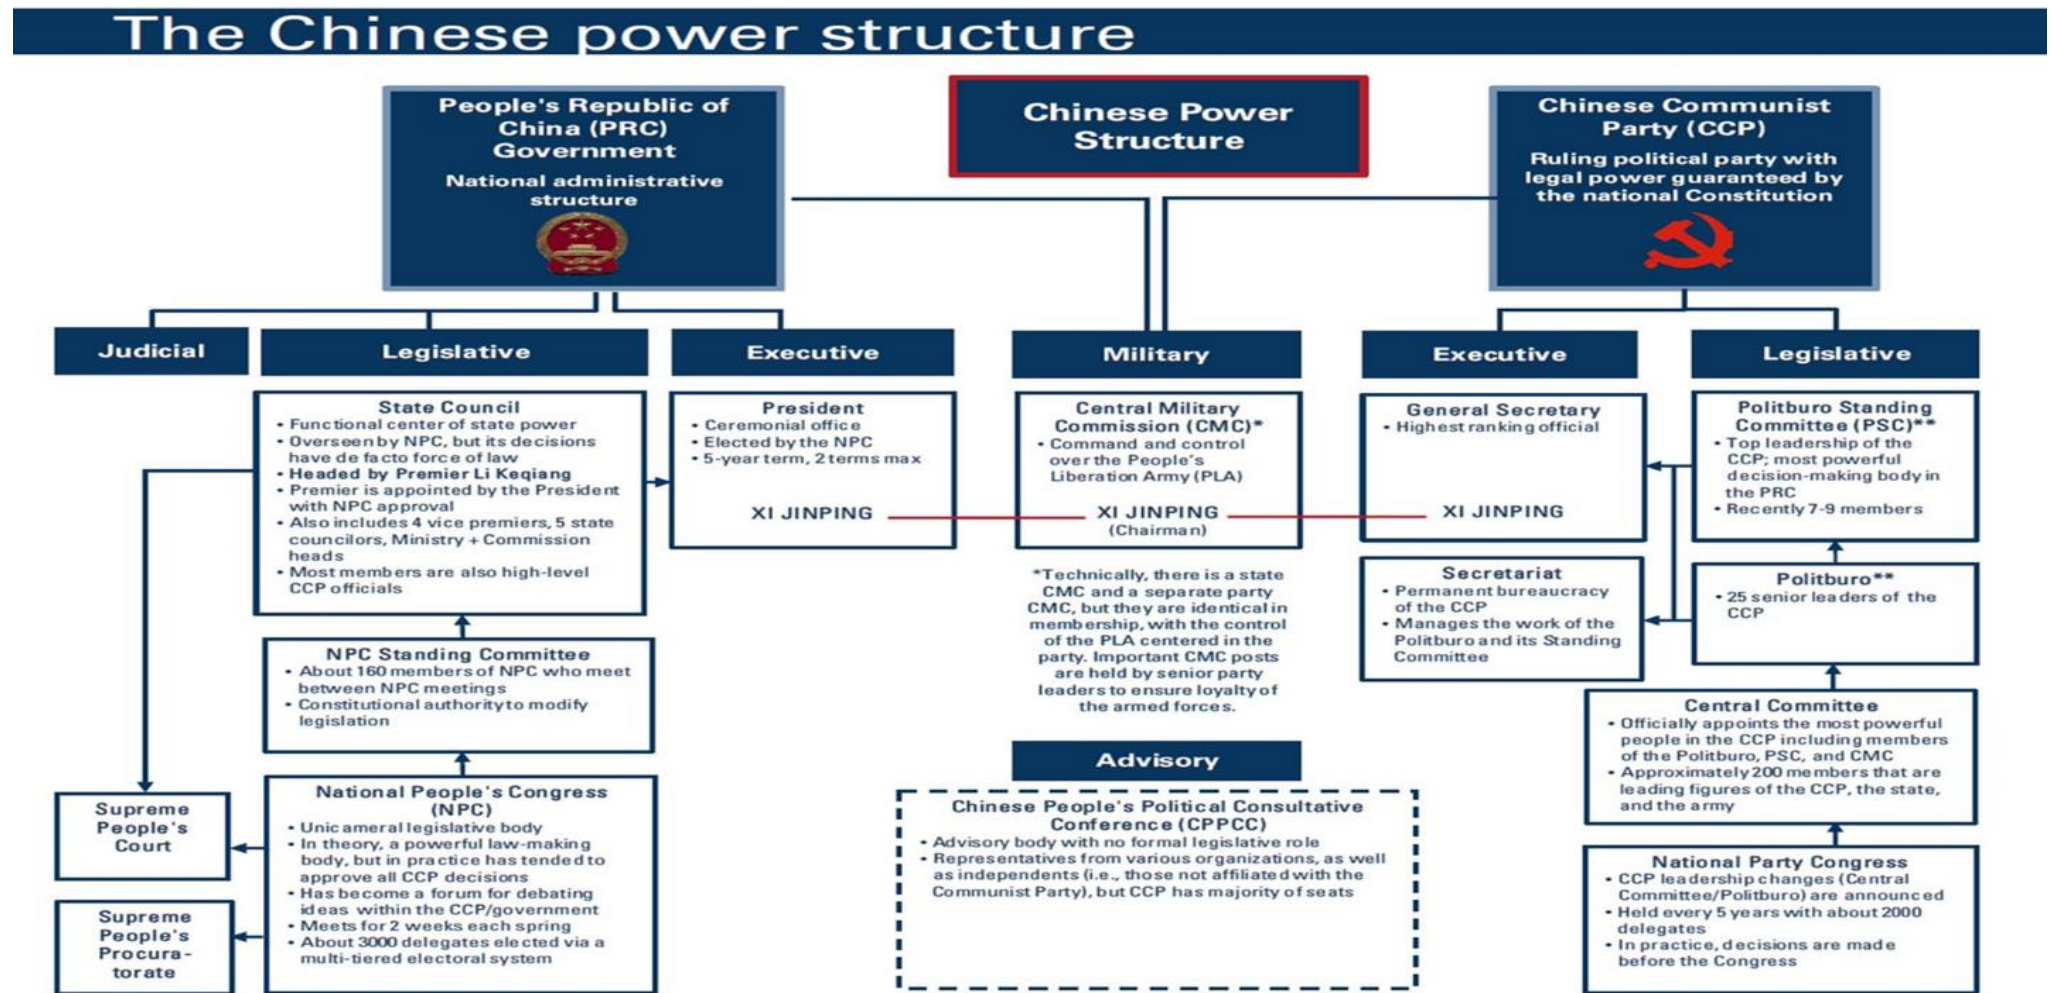 The Chinese power structure
People's Republic of
China (PRC)
Government
National administrative
structure
Chinese Power
Structure
Chinese Communist
Party (CCP)
Ruling political party with
legal power guaranteed by
the national Constitution
Judicial
Legislative
State Council
• Functional center of state power
• Overseen by NPC, but its decisions
have de facto force of law
• Headed by Premier Li Keqiang
• Premier is appointed by the President
with NPC approval
• Also includes 4 vice premiers, 5 state
councilors, Ministry + Commission
heads
• Most members are also high-level
CCP officials
NPC Standing Committee
• About 160 members of NPC who meet
between NPC meetings
• Constitutional authority to modify
legislation
National People's Congress
(NPC)
• Unicameral legislative body
• In theory, a powerful law-making
body, but in practice has tended to
approve all CCP decisions
• Has become a forum for debating
ideas within the CCP/government
• Meets for 2 weeks each spring
• About 3000 delegates elected via a
multi-tiered electoral system
Supreme
People's
Court
Supreme
People's
Procura-
torate
Executive
President
• Ceremonial office
• Elected by the NPC
• 5-year term, 2 terms max
XI JINPING
Military
Central Military
Commission (CMC)*
• Command and control
over the People's
Liberation Army (PLA)
XI JINPING
(Chairman)
*Technically, there is a state
CMC and a separate party
CMC, but they are identical in
membership, with the control
of the PLA centered in the
party. Important CMC posts
are held by senior party
leaders to ensure loyalty of
the armed forces.
Advisory
Chinese People's Political Consultative
Conference (CPPCC)
• Advisory body with no formal legislative role
• Representatives from various organizations, as well
as independents (i.e., those not affiliated with the
Communist Party), but CCP has majority of seats
Executive
General Secretary
• Highest ranking official
XI JINPING
Secretariat
• Permanent bureaucracy
of the CCP
• Manages the work of the
Politburo and its Standing
Committee
Legislative
Politburo Standing
Committee (PSC)**
• Top leadership of the
CCP; most powerful
decision-making body in
the PRC
• Recently 7-9 members
Politburo**
• 25 senior leaders of the
CCP
Central Committee
• Officially appoints the most powerful
people in the CCP including members
of the Politburo, PSC, and CMC
• Approximately 200 members that are
leading figures of the CCP, the state,
and the army
National Party Congress
• CCP leadership changes (Central
Committee/Politburo) are announced
• Held every 5 years with about 2000
delegates
• In practice, decisions are made
before the Congress